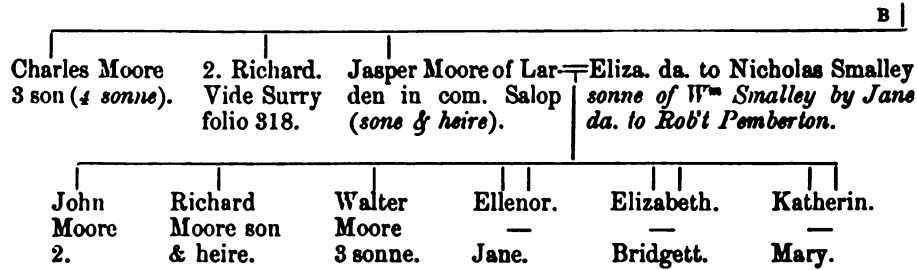 B
Charles Moore
3 son (4 sonne).
2. Richard.
Vide Surry
folio 318.
Jasper Moore of Lar-
den in com. Salop
(sone & heire).
Eliza. da. to Nicholas Smalley
sonne of Wm Smalley by Jane
da. to Rob't Pemberton.
John
Moore
2.
Richard
Moore son
& heire.
Walter
Moore
3 sonne.
Ellenor.
—
Jane.
Elizabeth.
—
Bridgett.
Katherin.
—
Mary.